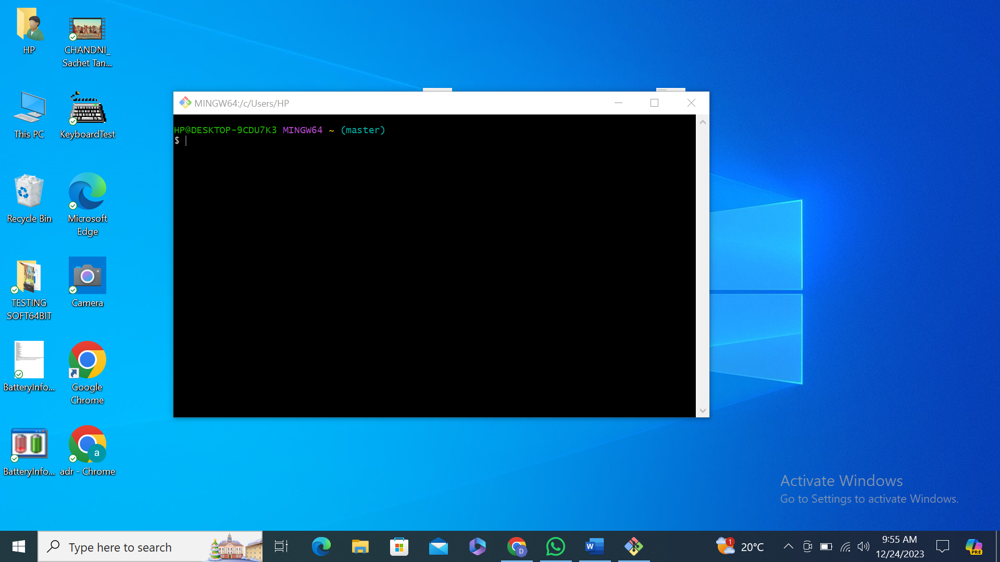 HP
CHANDNI_
Sachet Tan...
This PC
KeyboardTest
Recycle Bin
Microsoft
Edge
TESTING
SOFT64BIT
Camera
BatteryInfo...
Google
Chrome
BatteryInfo...
a
adr - Chrome
MINGW64:/c/Users/HP
HP@DESKTOP-9CDU7K3 MINGW64 ~ (master)
$
Activate Windows
Go to Settings to activate Windows.
Type here to search
D
W
1
20°C
9:55 AM
12/24/2023
PRE